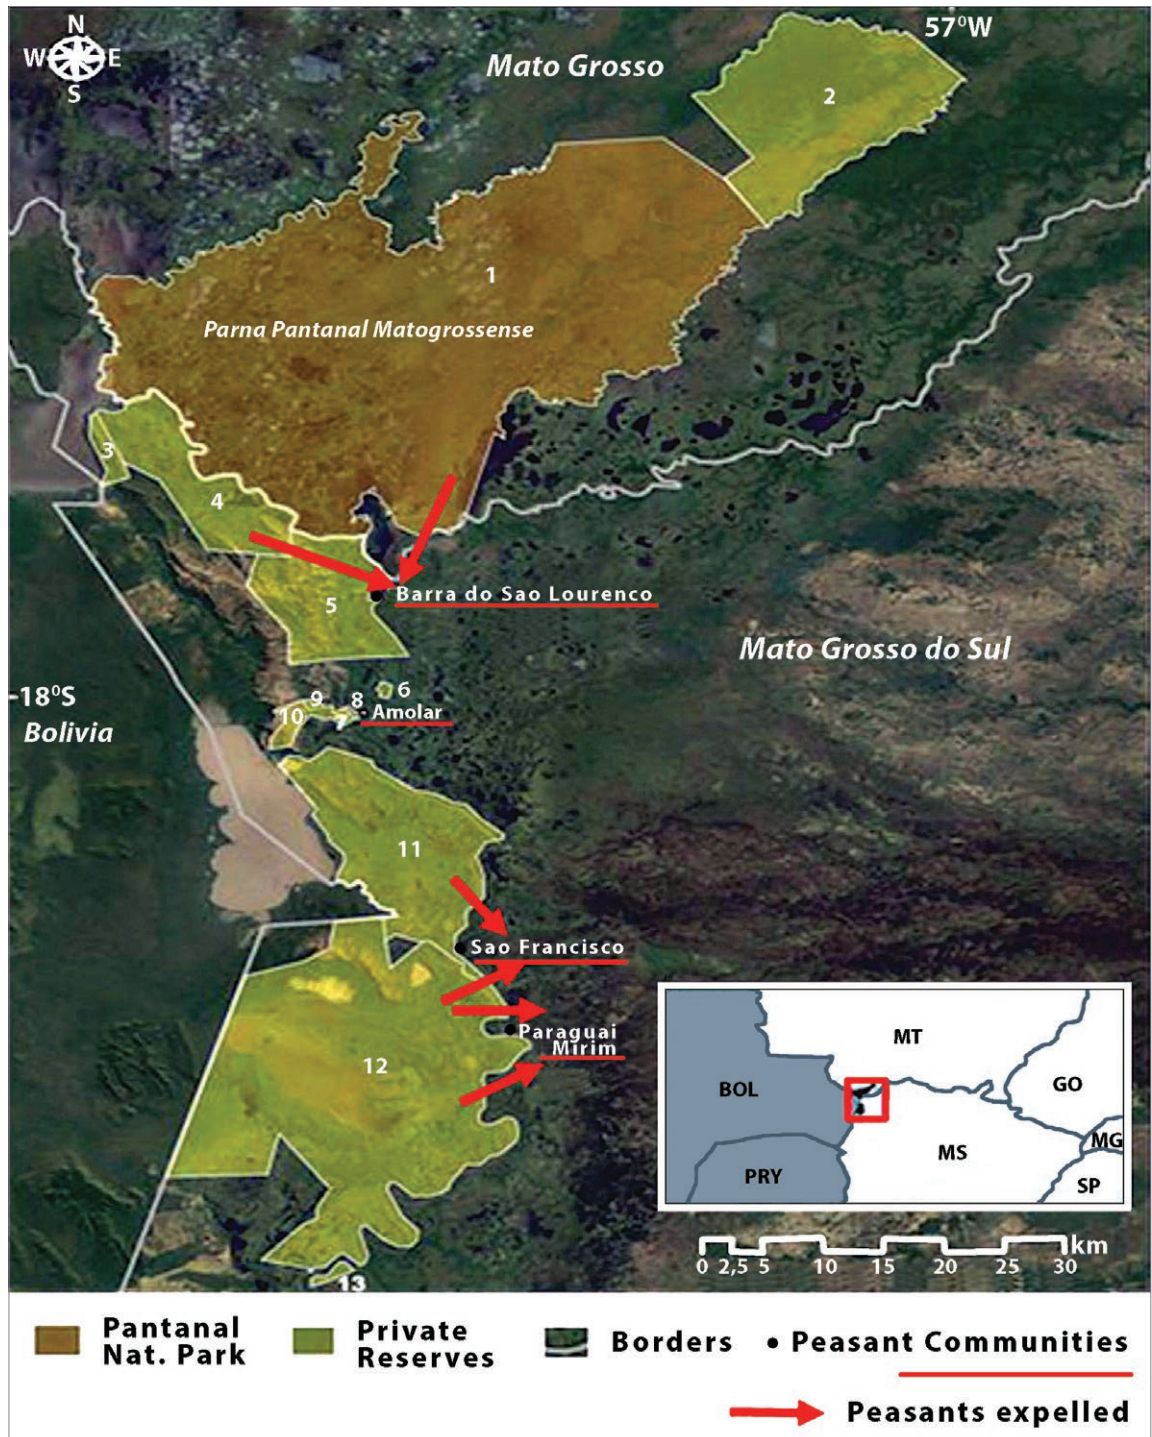 N
W E
S
57⁰W
Mato Grosso
2
1
Parna Pantanal Matogrossense
3
4
Barra do Sao Lourenco
5
Mato Grosso do Sul
-18⁰S
Bolivia
6
9
8
Amolar
10
7
11
Sao Francisco
Paraguai
Mirim
12
13
MT
BOL
GO
MS
MG
PRY
SP
km
0 2,5 5 10 15 20 25 30
Pantanal
Nat. Park
Private
Reserves
Borders
Peasant Communities
Peasants expelled